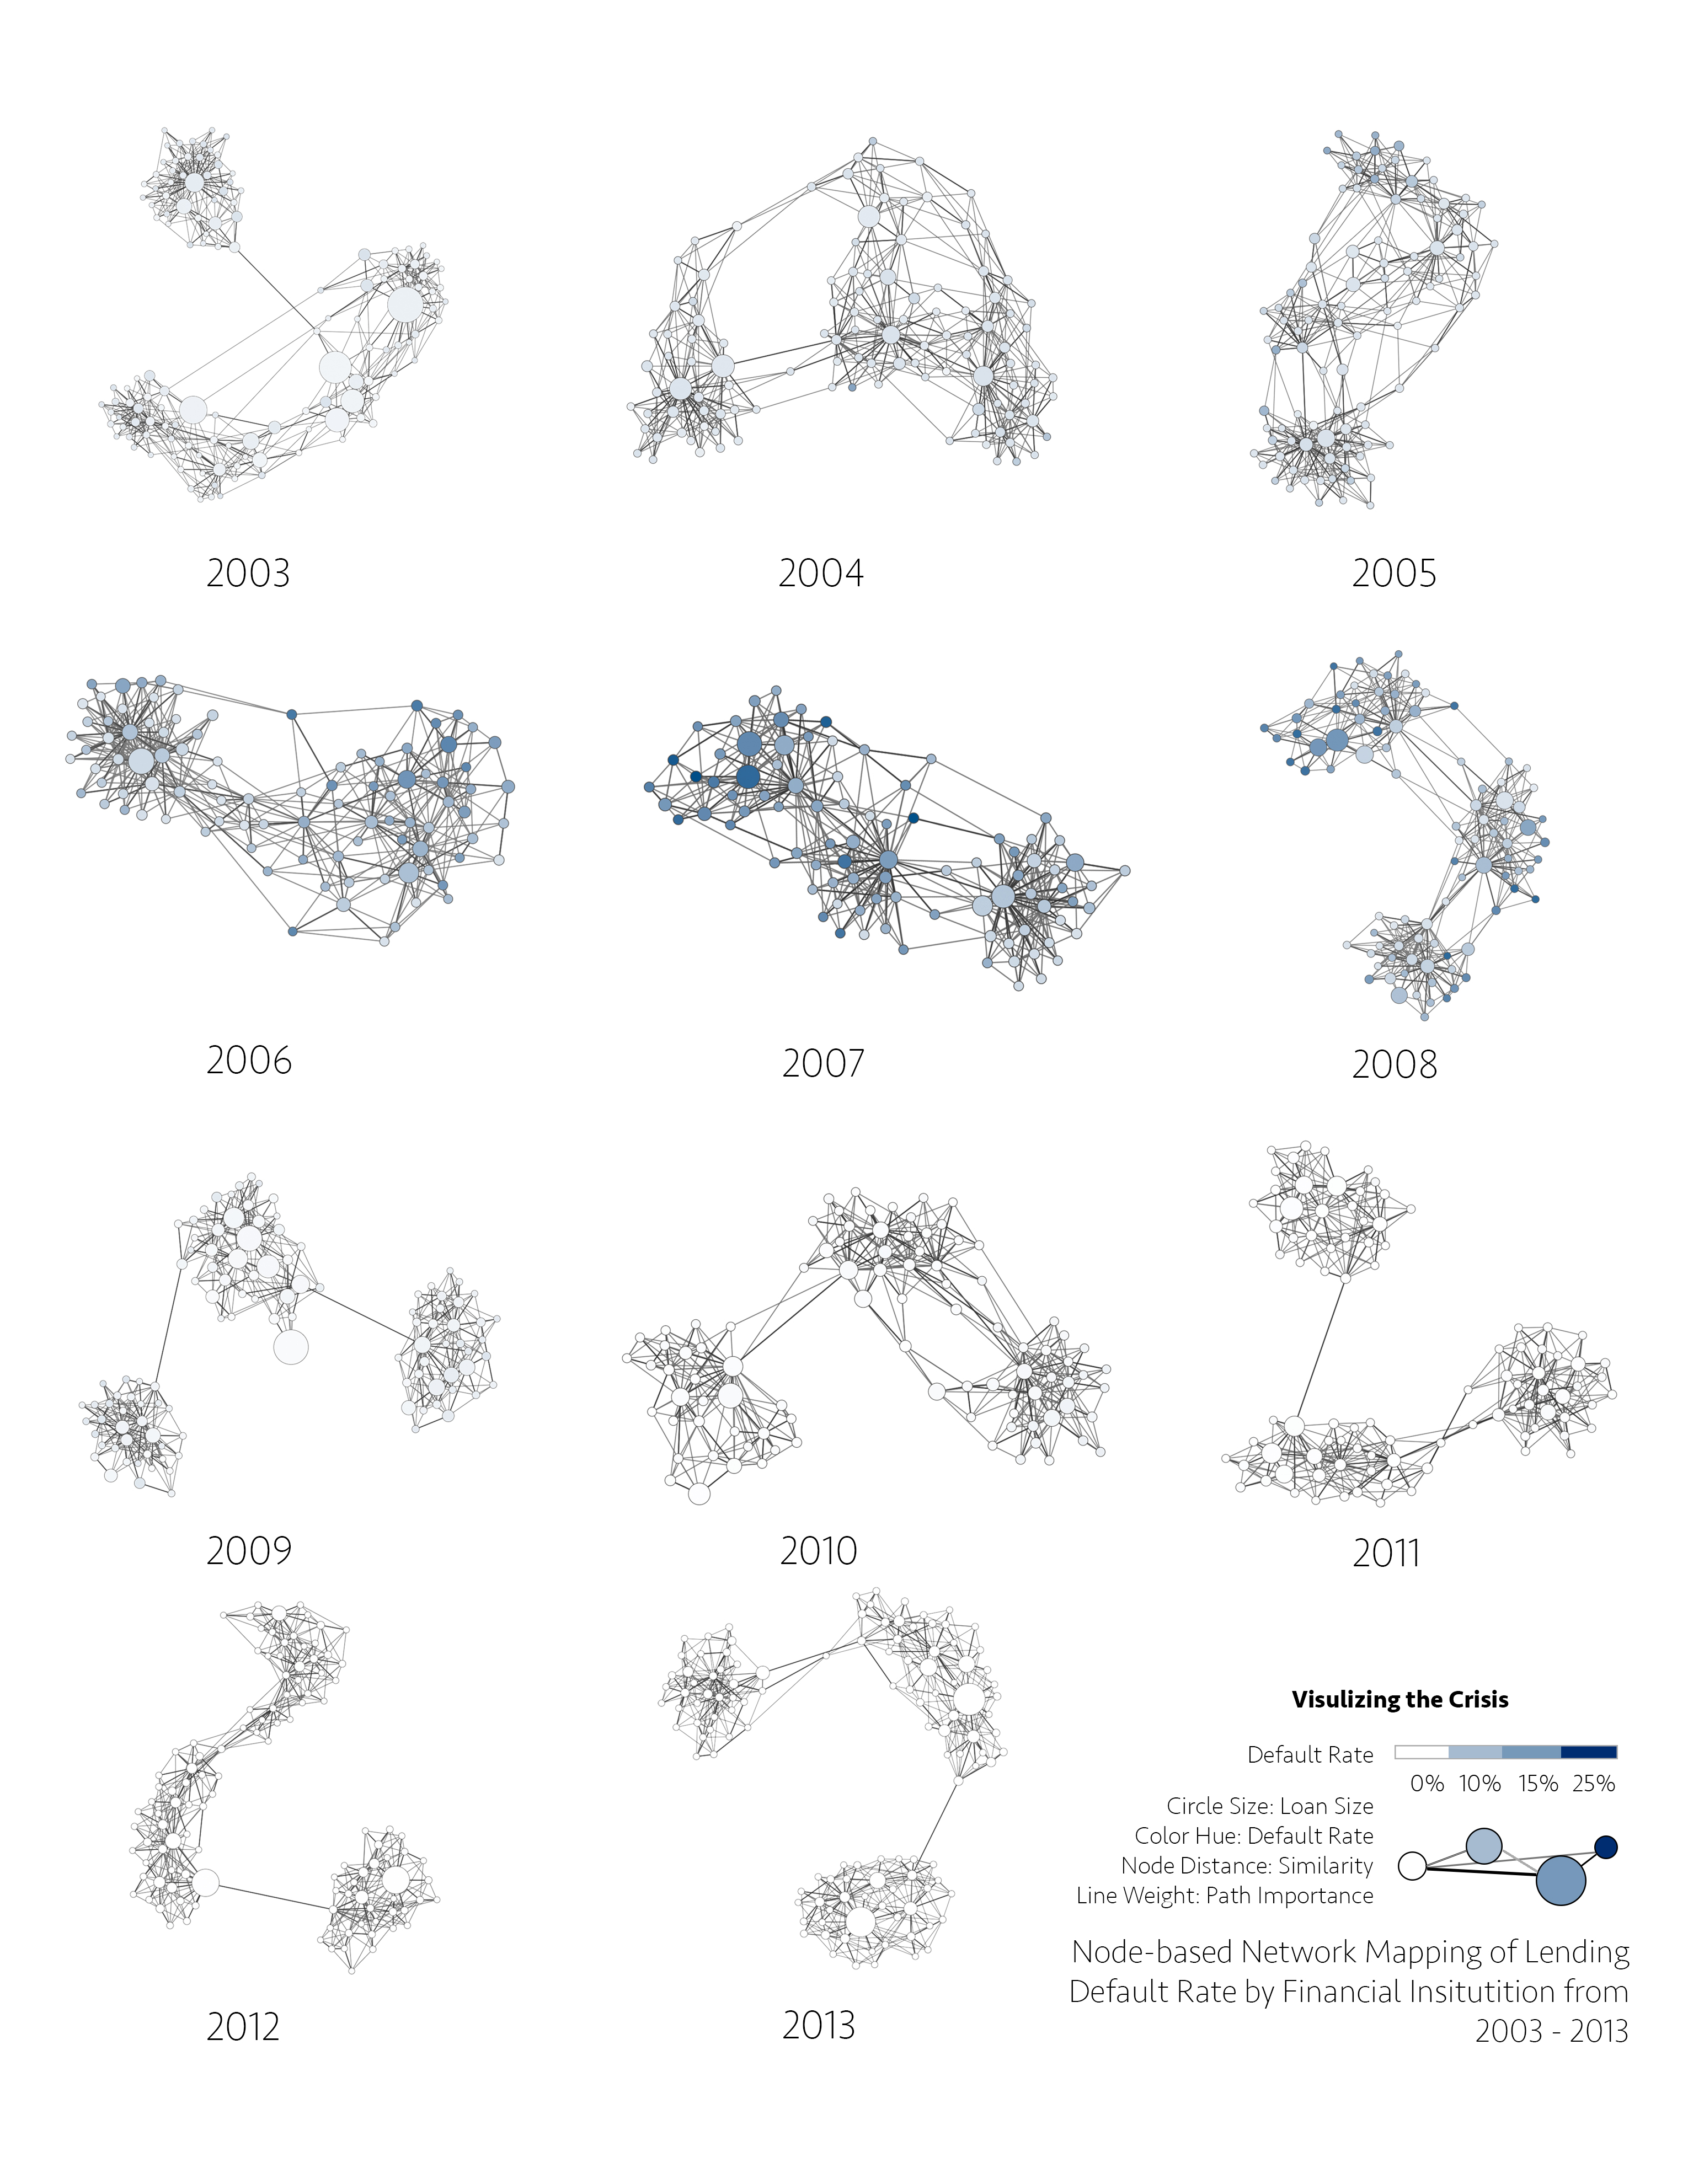 2003
2004
2005
2006
2007
2008
2009
2010
2011
2012
2013
Visulizing the Crisis
Default Rate
0% 10% 15% 25%
Circle Size: Loan Size
Color Hue: Default Rate
Node Distance: Similarity
Line Weight: Path Importance
Node-based Network Mapping of Lending
Default Rate by Financial Insitutition from
2003 - 2013